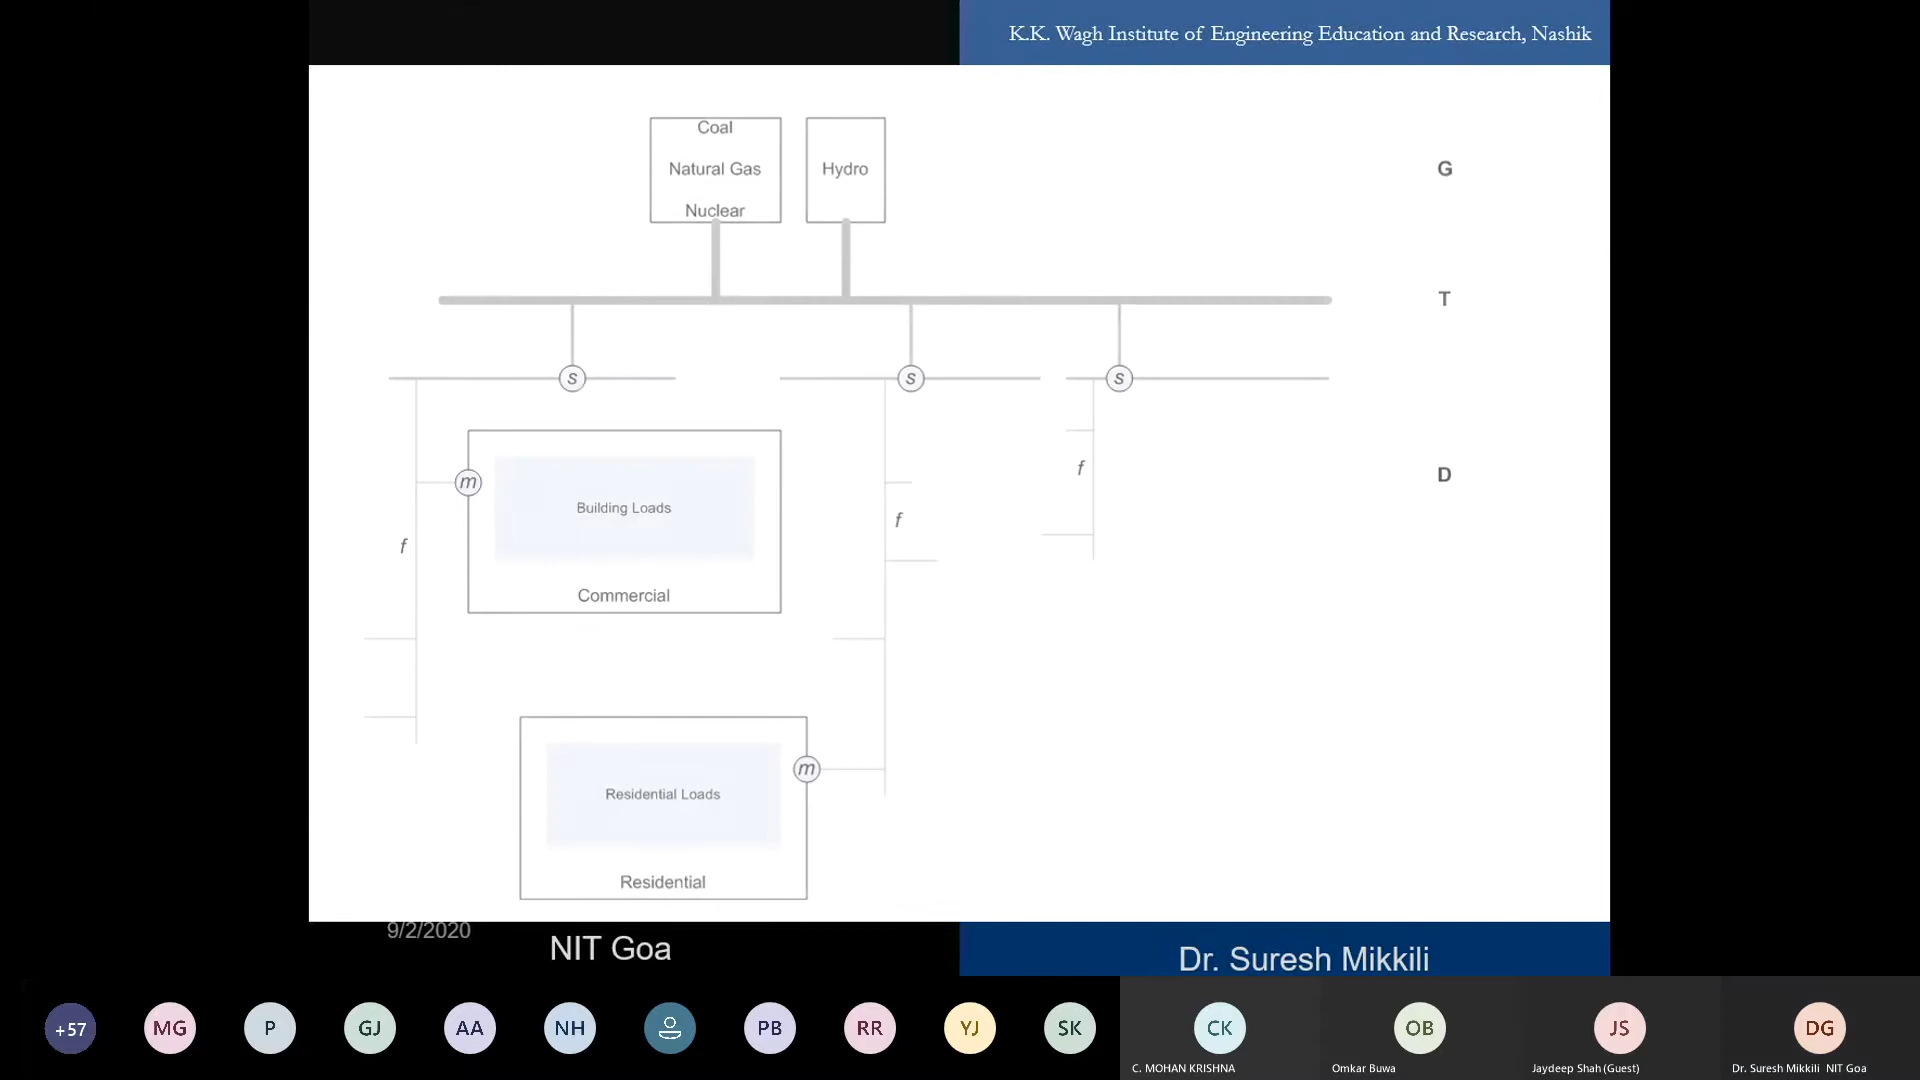 K.K. Wagh Institute of Engineering Education and Research, Nashik
Coal
Natural Gas
Nuclear
Hydro
G
T
s
s
s
m
Building Loads
Commercial
f
f
f
D
Residential Loads
m
Residential
9/2/2020
NIT Goa
Dr. Suresh Mikkili
+57
MG
P
GJ
AA
NH
PB
RR
YJ
SK
CK
OB
JS
DG
C. MOHAN KRISHNA
Omkar Buwa
Jaydeep Shah (Guest)
Dr. Suresh Mikkili NIT Goa